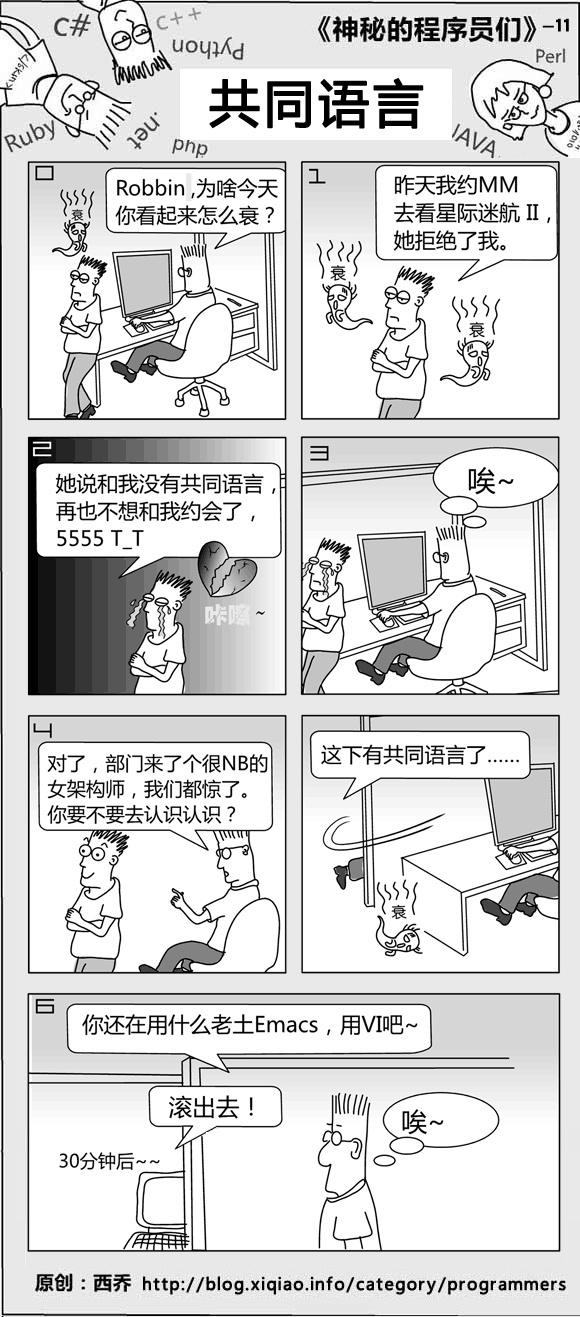 《神秘的程序员们》–11
c#
c++
Python
Perl
Ruby
.net
php
JAVA
共同语言
0
衰
Robbin,为啥今天
你看起来怎么衰？
1
昨天我约MM
去看星际迷航 II，
她拒绝了我。
衰
衰
2
她说和我没有共同语言，
再也不想和我约会了，
5555 T_T
咔嚓~
3
唉~
4
对了，部门来了个很NB的
女架构师，我们都惊了。
你要不要去认识认识？
这下有共同语言了……
衰
6
你还在用什么老土Emacs，用VI吧~
滚出去！
唉~
30分钟后~~
原创：西乔 http://blog.xiqiao.info/category/programmers